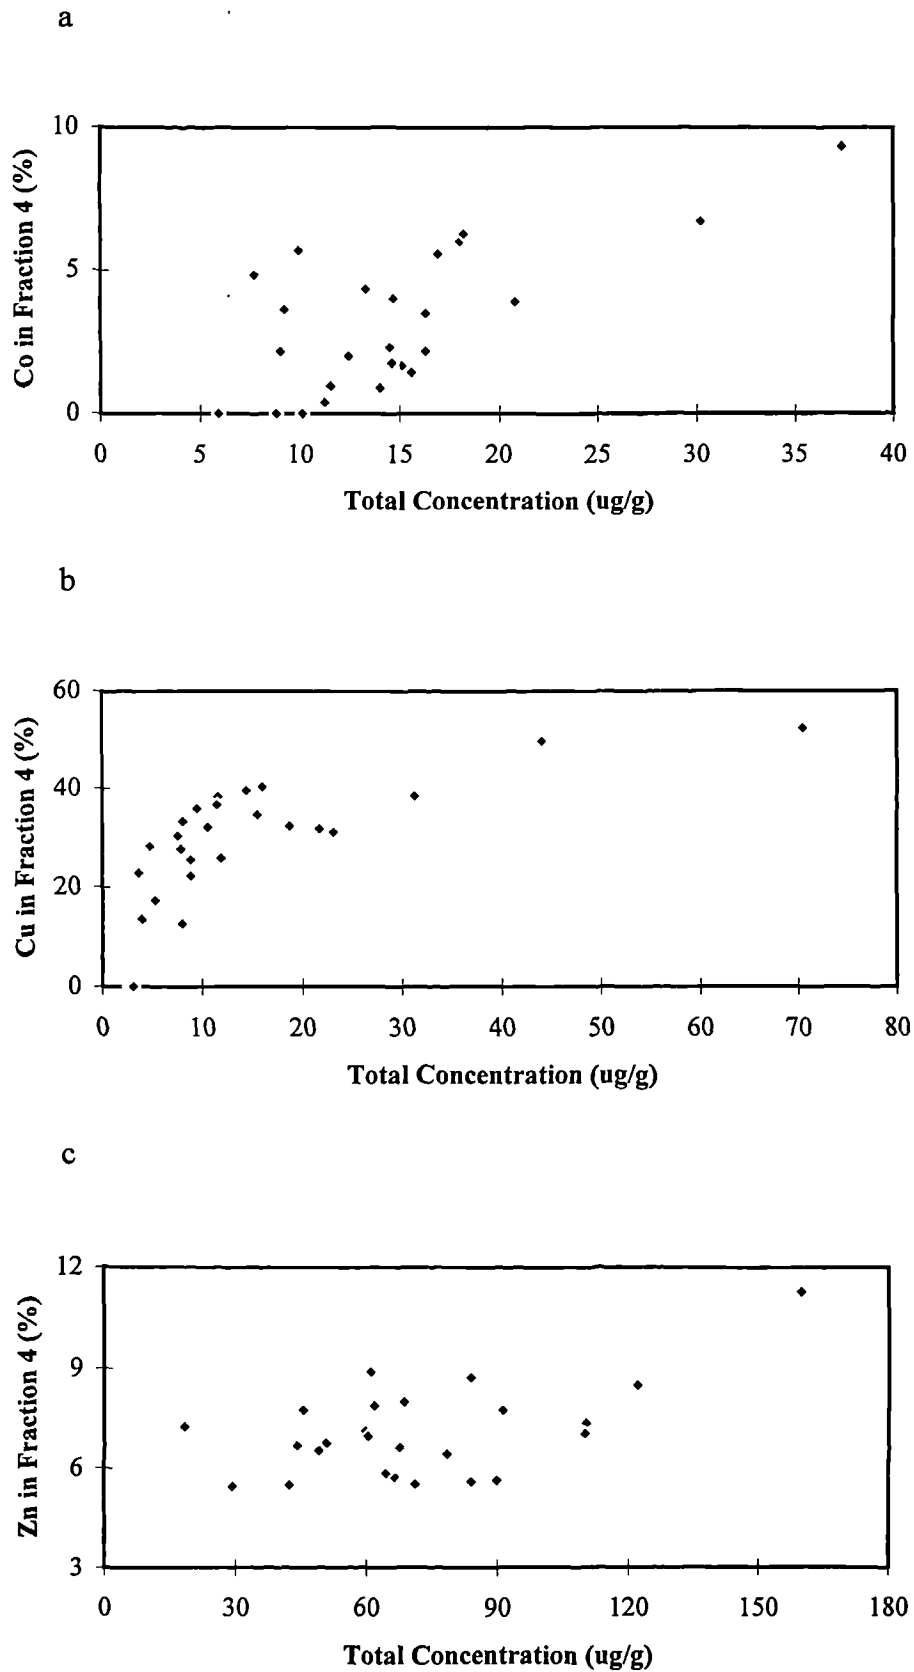 a
10
5
0
Co in Fraction 4 (%)
0 5 10 15 20 25 30 35 40
Total Concentration (ug/g)
b
60
40
20
0
Cu in Fraction 4 (%)
0 10 20 30 40 50 60 70 80
Total Concentration (ug/g)
c
12
9
6
3
Zn in Fraction 4 (%)
0 30 60 90 120 150 180
Total Concentration (ug/g)